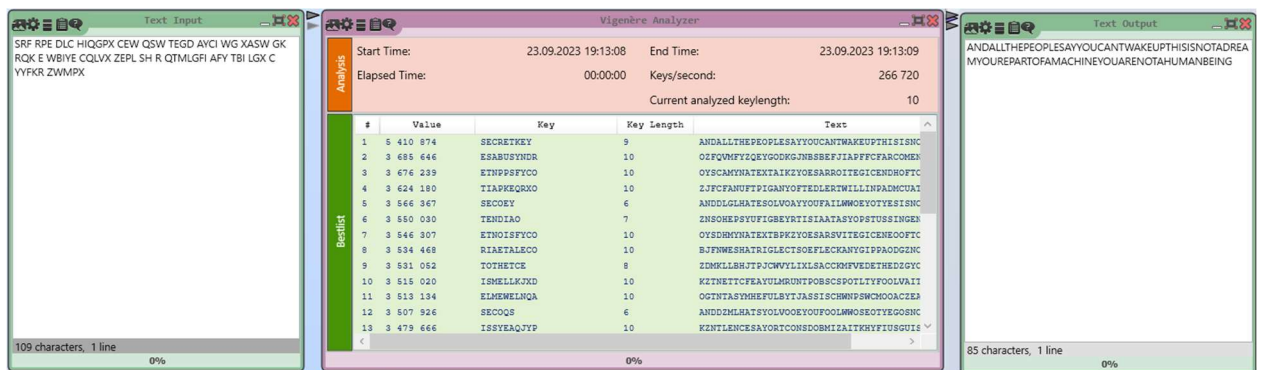 Text Input
SRF RPE DLC HIQGPX CEW QSW TEGD AYCI WG XASW GK
RQK E WBIYE CQLVX ZEPL SH R QTMLGFI AFY TBI LGX C
YYFKR ZWMPX
109 characters, 1 line
0%
Vigenère Analyzer
Analysis
Start Time: 23.09.2023 19:13:08 End Time: 23.09.2023 19:13:09
Elapsed Time: 00:00:00 Keys/second: 266 720
Current analyzed keylength: 10
Bestlist
# Value Key Key Length Text
1 5 410 874 SECRETKEY 9 ANDALLTHEPEOPLESAYYOUCANTWAKEUPTHISISNO
2 3 685 646 ESABUSYNDR 10 OZFQVMFYZQEYGODKGJNBSBEFJIAPFFCFARCOMEN
3 3 676 239 ETNPPSFYCO 10 OYSCAMYNATEXTAIKZYOESARROITEGICENDHOFTO
4 3 624 180 TIAPKEQRXO 10 ZJFCFANUFTPIGANYOFTEDLERTWILLINPADMCUAT
5 3 566 367 SECOEY 6 ANDDLGLHATESOLVOAYYOUFAILWWOEYOTYESISNO
6 3 550 030 TENDIAO 7 ZNSOHEPSYUFIGBEYRTISIAATASYOPSTUSSINGEN
7 3 546 307 ETNOISFYCO 10 OYSDHMYNATEXTBPKZYOESARSVITEGICENEOOFTO
8 3 534 468 RIAETALECO 10 BJFNWESHATRIGLECTSOEFLECKANYGIPPAODGZNO
9 3 531 052 TOTHETCE 8 ZDMKLLBHJTPJCWVYLIXLSACCKMFVEDETHEDZGYC
10 3 515 020 ISMELLKJXD 10 KZTNETTCFEAYULMRUNTPOBSCSPOTLTYFOOLVAIT
11 3 513 134 ELMEWELNQA 10 OGTNTASYMHEFULBYTJASSISCHWNPSWCMOOACZEA
12 3 507 926 SECOQS 6 ANDDZMLHATSYOLVOOEYOUFOOLWWOSEOTYEGOSNC
13 3 479 666 ISSYEAQJYP 10 KZNTLENCESAYORTCONSDOBMIZAITKHYFIUSGUIS
0%
Text Output
ANDALLTHEPEOPLESAYYOUCANTWAKEUPTHISISNOTADREA
MYOUREPARTOFAMACHINEYOUARENOTAHUMANBEING
85 characters, 1 line
0%